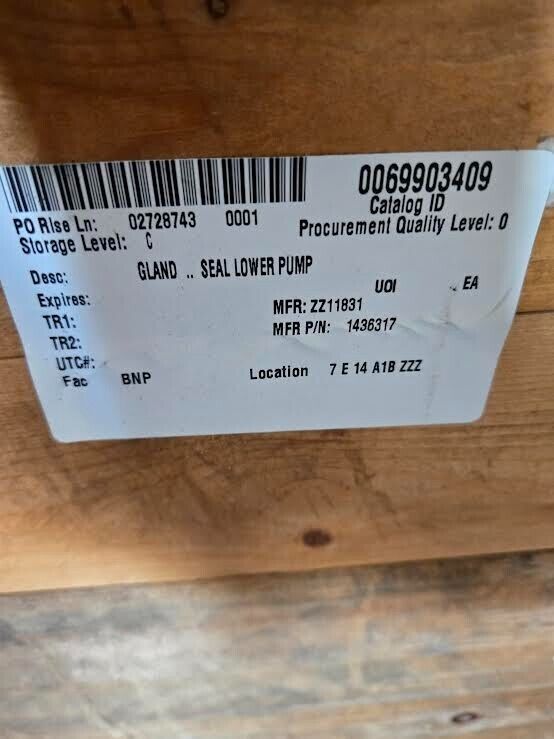 0069903409
Catalog ID
PO Rlse Ln: 02728743 0001
Procurement Quality Level: 0
Storage Level: C
Desc: GLAND .. SEAL LOWER PUMP
UOI EA
Expires:
MFR: ZZ11831
TR1:
MFR P/N: 1436317
TR2:
UTC#:
Fac BNP
Location 7 E 14 A1B ZZZ